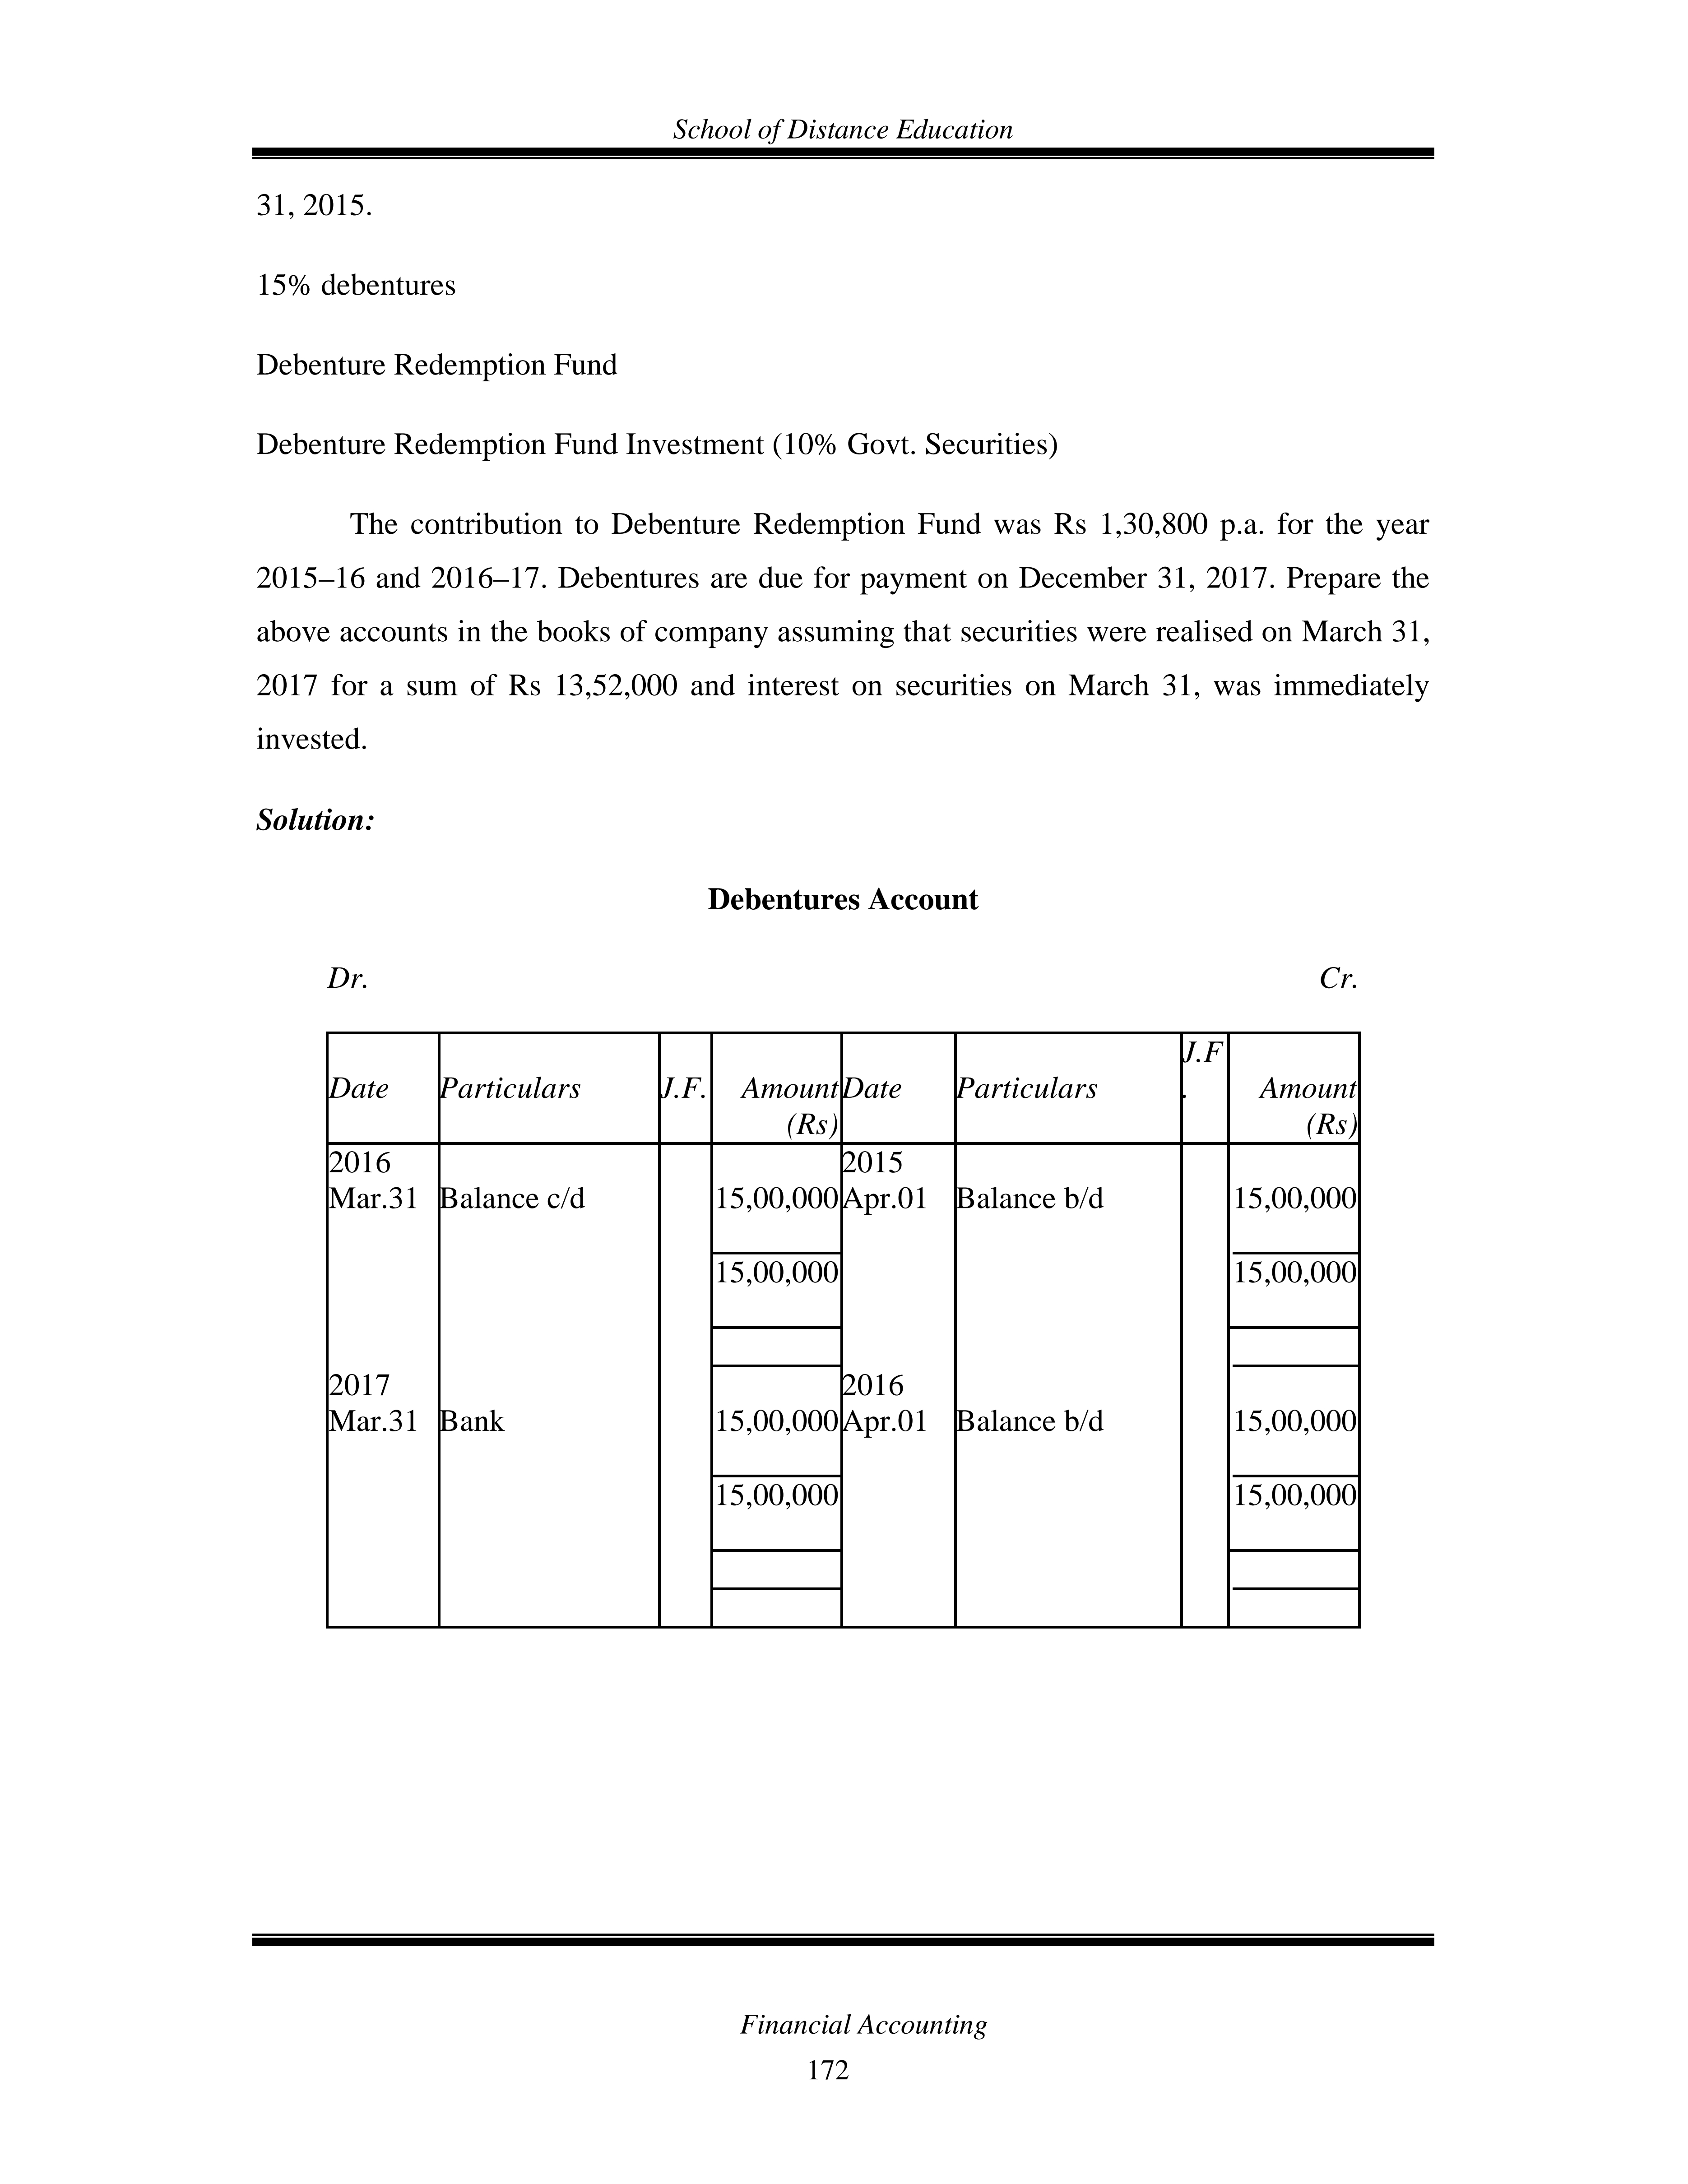 School of Distance Education
31, 2015.
15% debentures
Debenture Redemption Fund
Debenture Redemption Fund Investment (10% Govt. Securities)
The contribution to Debenture Redemption Fund was Rs 1,30,800 p.a. for the year
2015–16 and 2016–17. Debentures are due for payment on December 31, 2017. Prepare the
above accounts in the books of company assuming that securities were realised on March 31,
2017 for a sum of Rs 13,52,000 and interest on securities on March 31, was immediately
invested.
Solution:
Debentures Account
Dr. Cr.
Date Particulars J.F. Amount (Rs) Date Particulars J.F. Amount (Rs)
2016 2015
Mar.31 Balance c/d 15,00,000 Apr.01 Balance b/d 15,00,000
15,00,000 15,00,000
2017 2016
Mar.31 Bank 15,00,000 Apr.01 Balance b/d 15,00,000
15,00,000 15,00,000
Financial Accounting
172